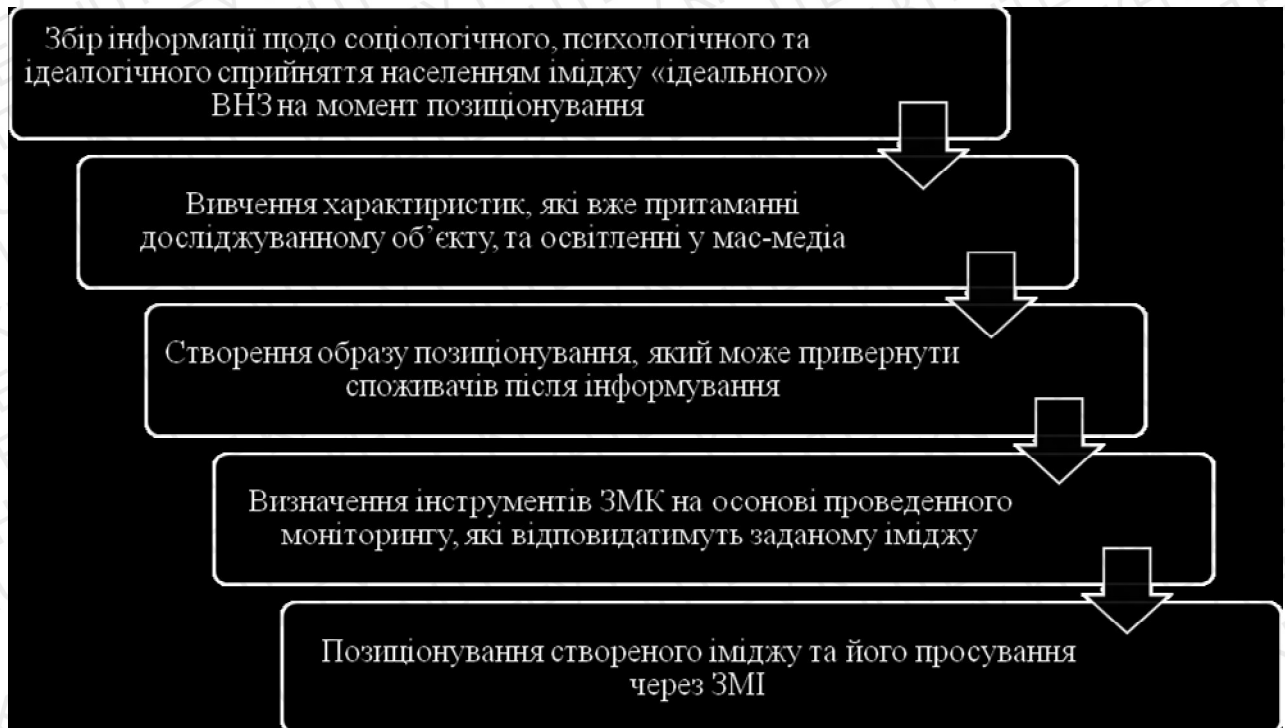 Збір інформації щодо соціологічного, психологічного та
ідеалогічного сприйняття населенням іміджу «ідеального»
ВНЗ на момент позиціонування
Вивчення характиристик, які вже притаманні
досліджуванному об’єкту, та освітленні у мас-медіа
Створення образу позиціонування, який може привернути
споживачів після інформування
Визначення інструментів ЗМК на осонові проведенного
моніторингу, які відповидатимуть заданому іміджу
Позиціонування створеного іміджу та його просування
через ЗМІ